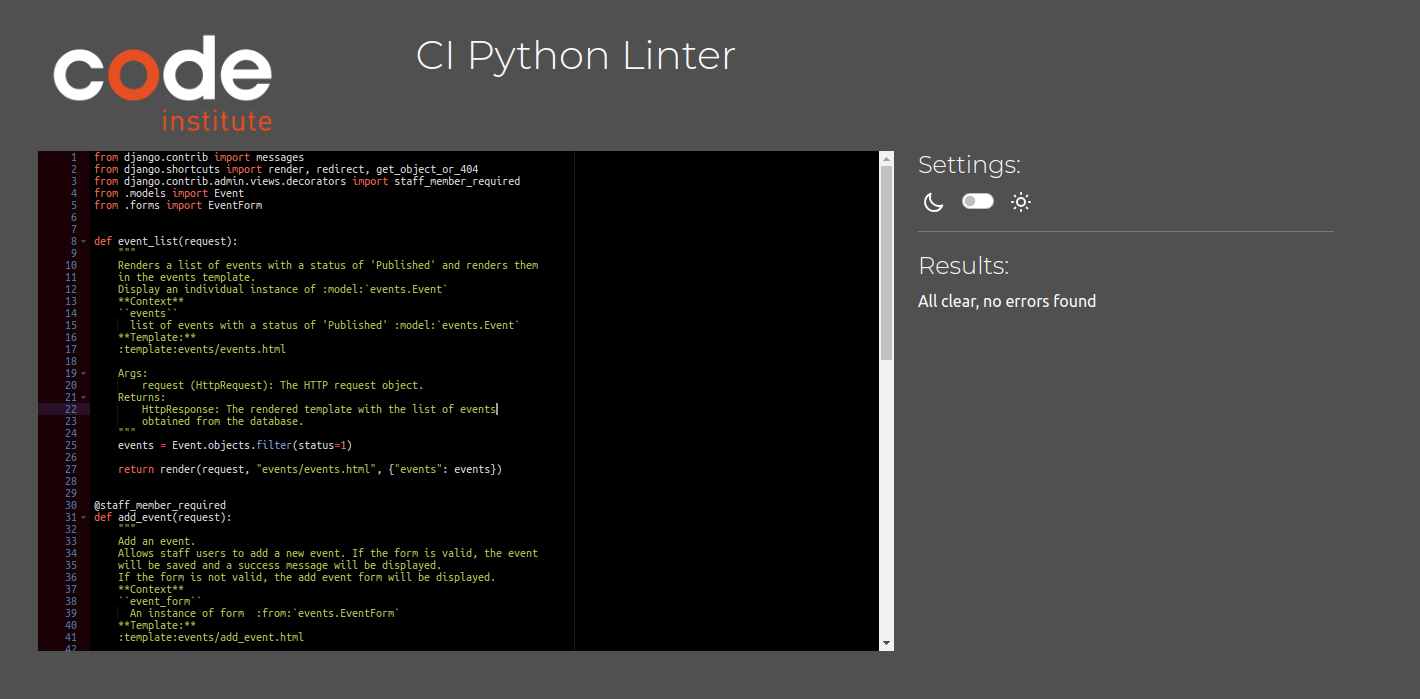 code
institute
CI Python Linter
1 from django.contrib import messages
2 from django.shortcuts import render, redirect, get_object_or_404
3 from django.contrib.admin.views.decorators import staff_member_required
4 from .models import Event
5 from .forms import EventForm
6
7
8 def event_list(request):
9     """
10     Renders a list of events with a status of 'Published' and renders them
11     in the events template.
12     Display an individual instance of :model:`events.Event`
13     **Context**
14     ``events``
15       list of events with a status of 'Published' :model:`events.Event`
16     **Template:**
17     :template:events/events.html
18
19     Args:
20         request (HttpRequest): The HTTP request object.
21     Returns:
22         HttpResponse: The rendered template with the list of events
23         obtained from the database.
24     """
25     events = Event.objects.filter(status=1)
26
27     return render(request, "events/events.html", {"events": events})
28
29
30 @staff_member_required
31 def add_event(request):
32     """
33     Add an event.
34     Allows staff users to add a new event. If the form is valid, the event
35     will be saved and a success message will be displayed.
36     If the form is not valid, the add event form will be displayed.
37     **Context**
38     ``event_form``
39       An instance of form  :from:`events.EventForm`
40     **Template:**
41     :template:events/add_event.html
42
Settings:
Results:
All clear, no errors found